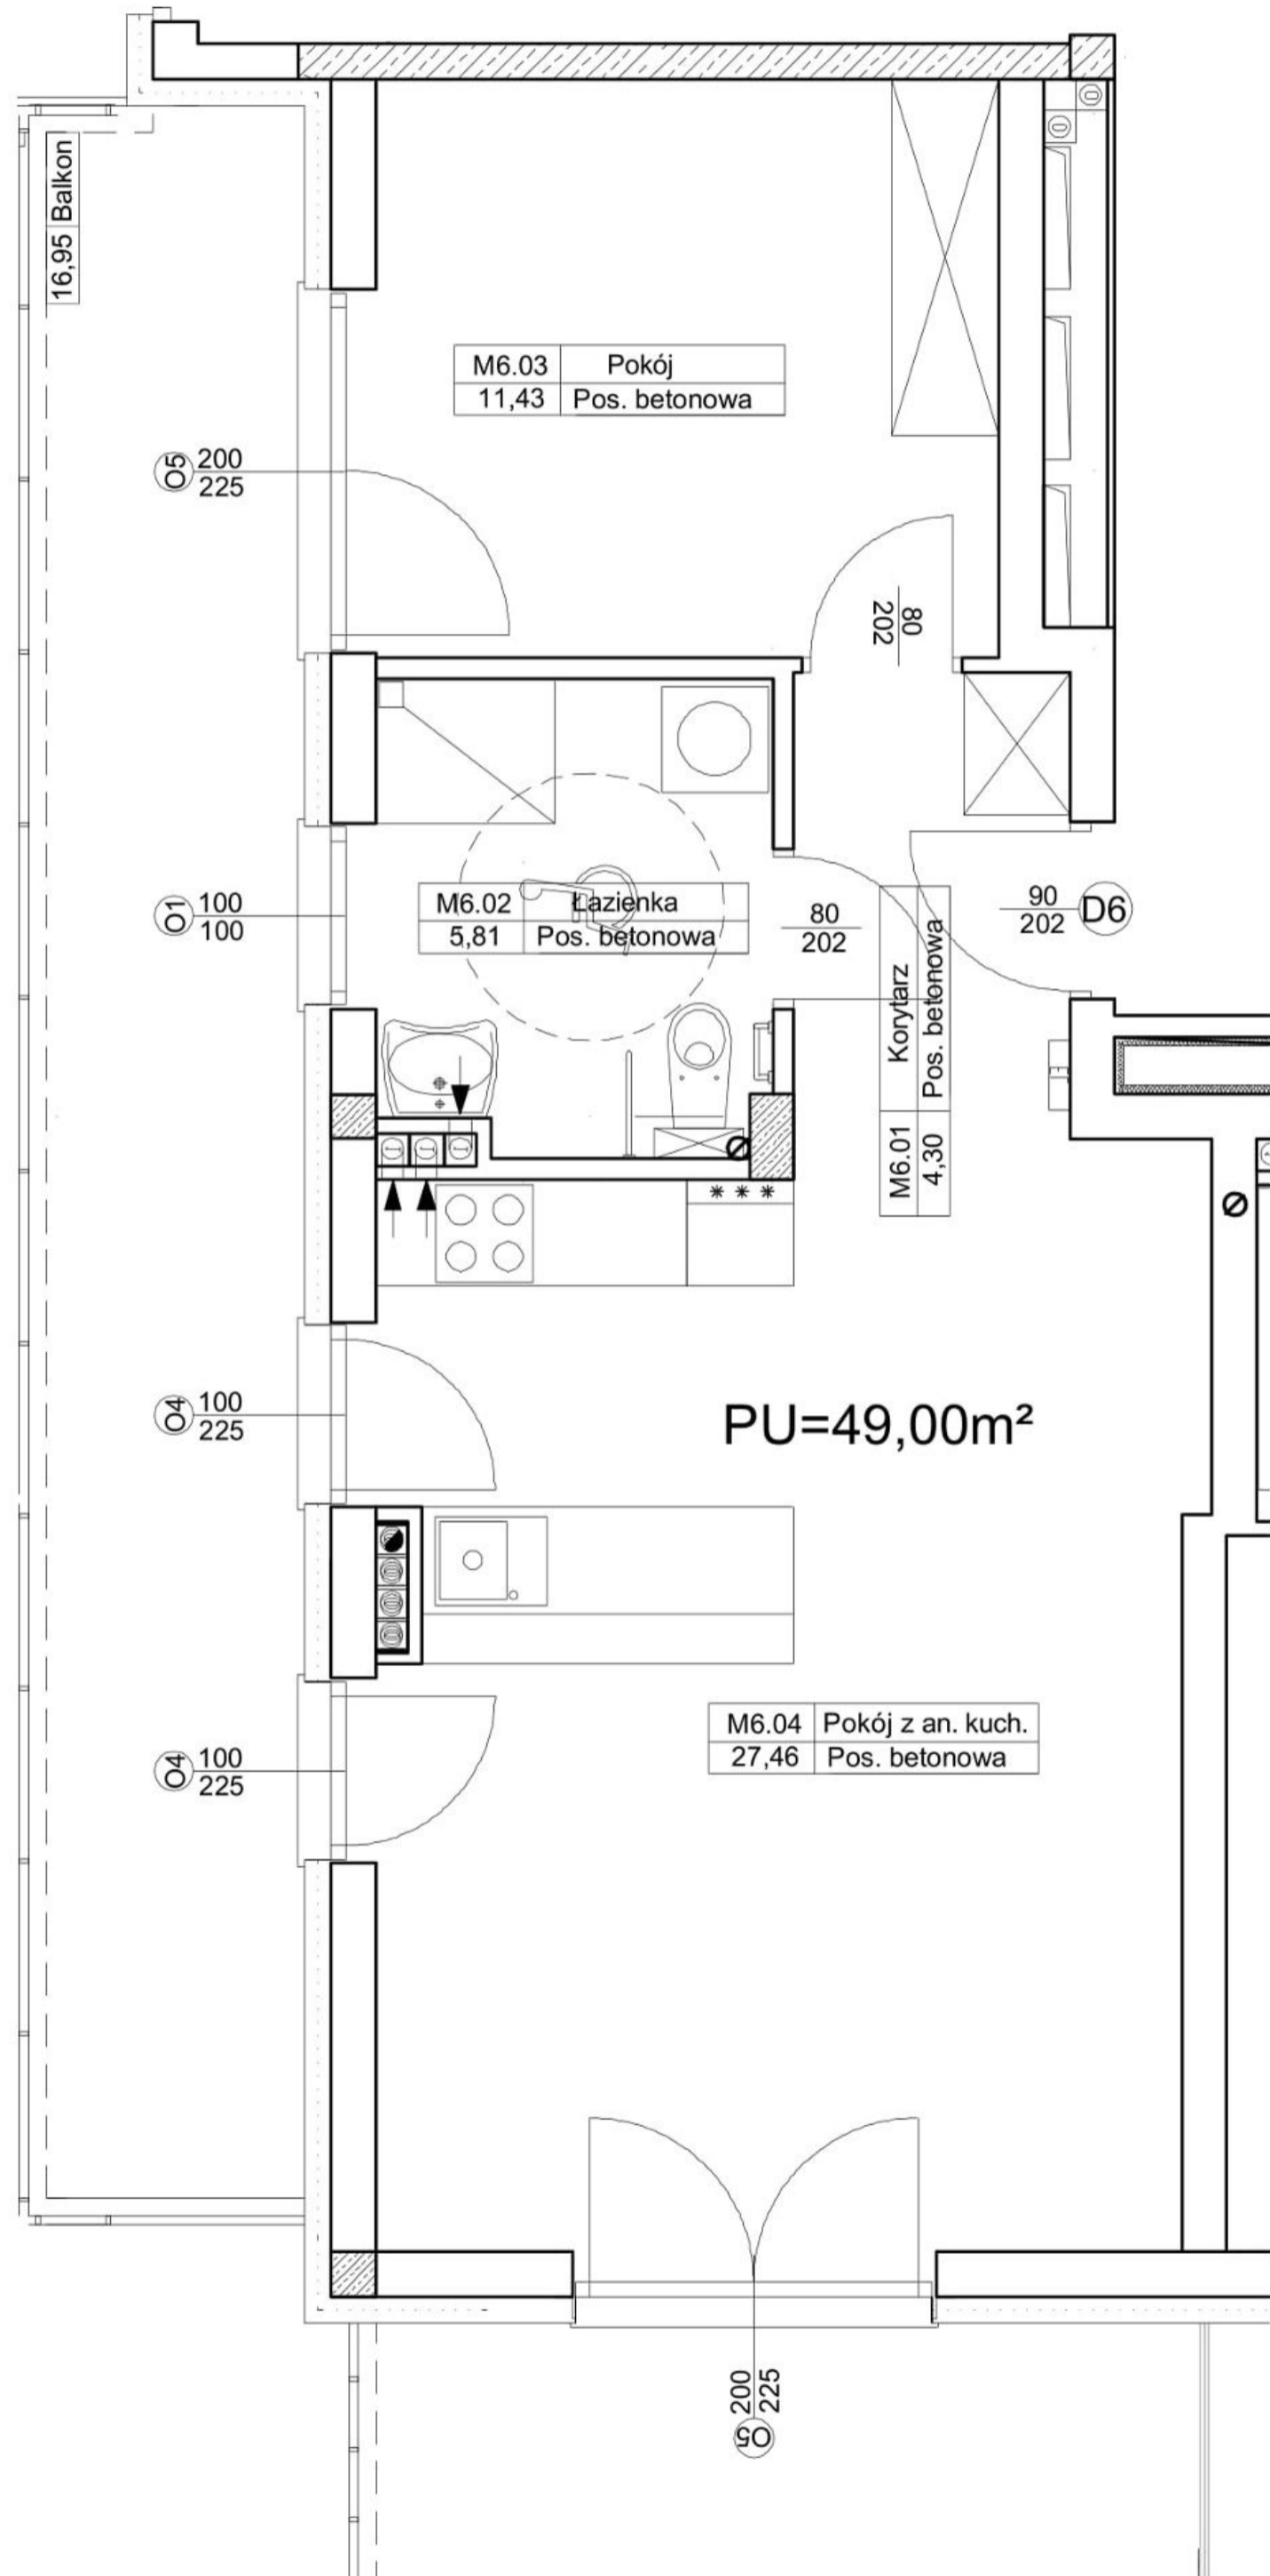 16,95 Balkon
M6.03 Pokój
11,43 Pos. betonowa
O5 200
225
80
202
O1 100
100
M6.02 Łazienka
5,81 Pos. betonowa
80
202
90
202 D6
M6.01 Korytarz
4,30 Pos. betonowa
O4 100
225
PU=49,00m²
M6.04 Pokój z an. kuch.
27,46 Pos. betonowa
O4 100
225
200
225
O5